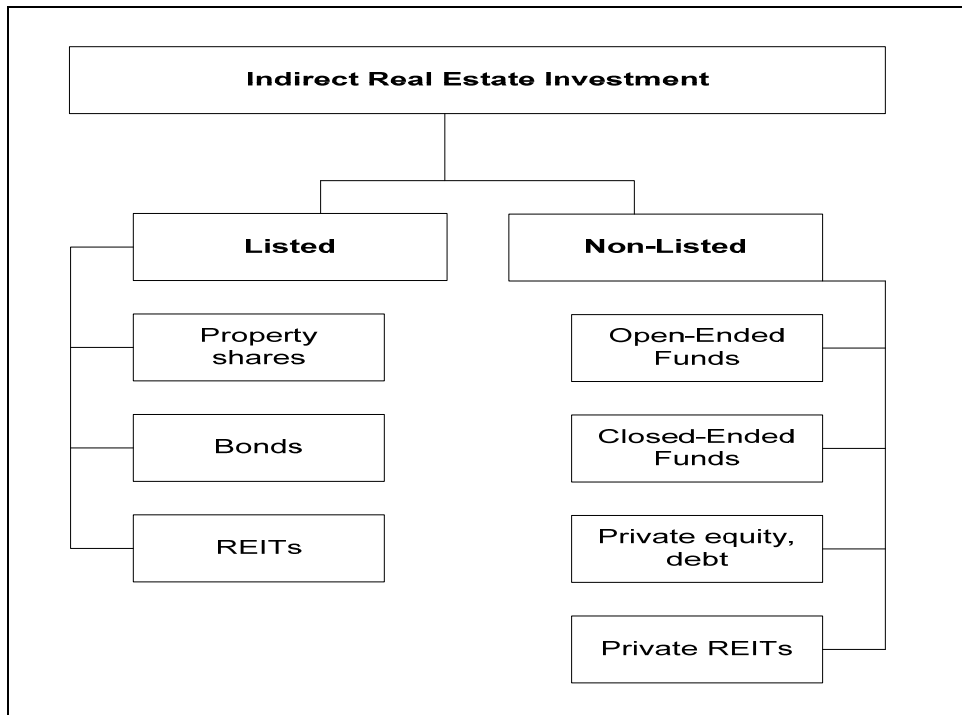 Indirect Real Estate Investment
Listed
Non-Listed
Property
shares
Bonds
REITs
Open-Ended
Funds
Closed-Ended
Funds
Private equity,
debt
Private REITs